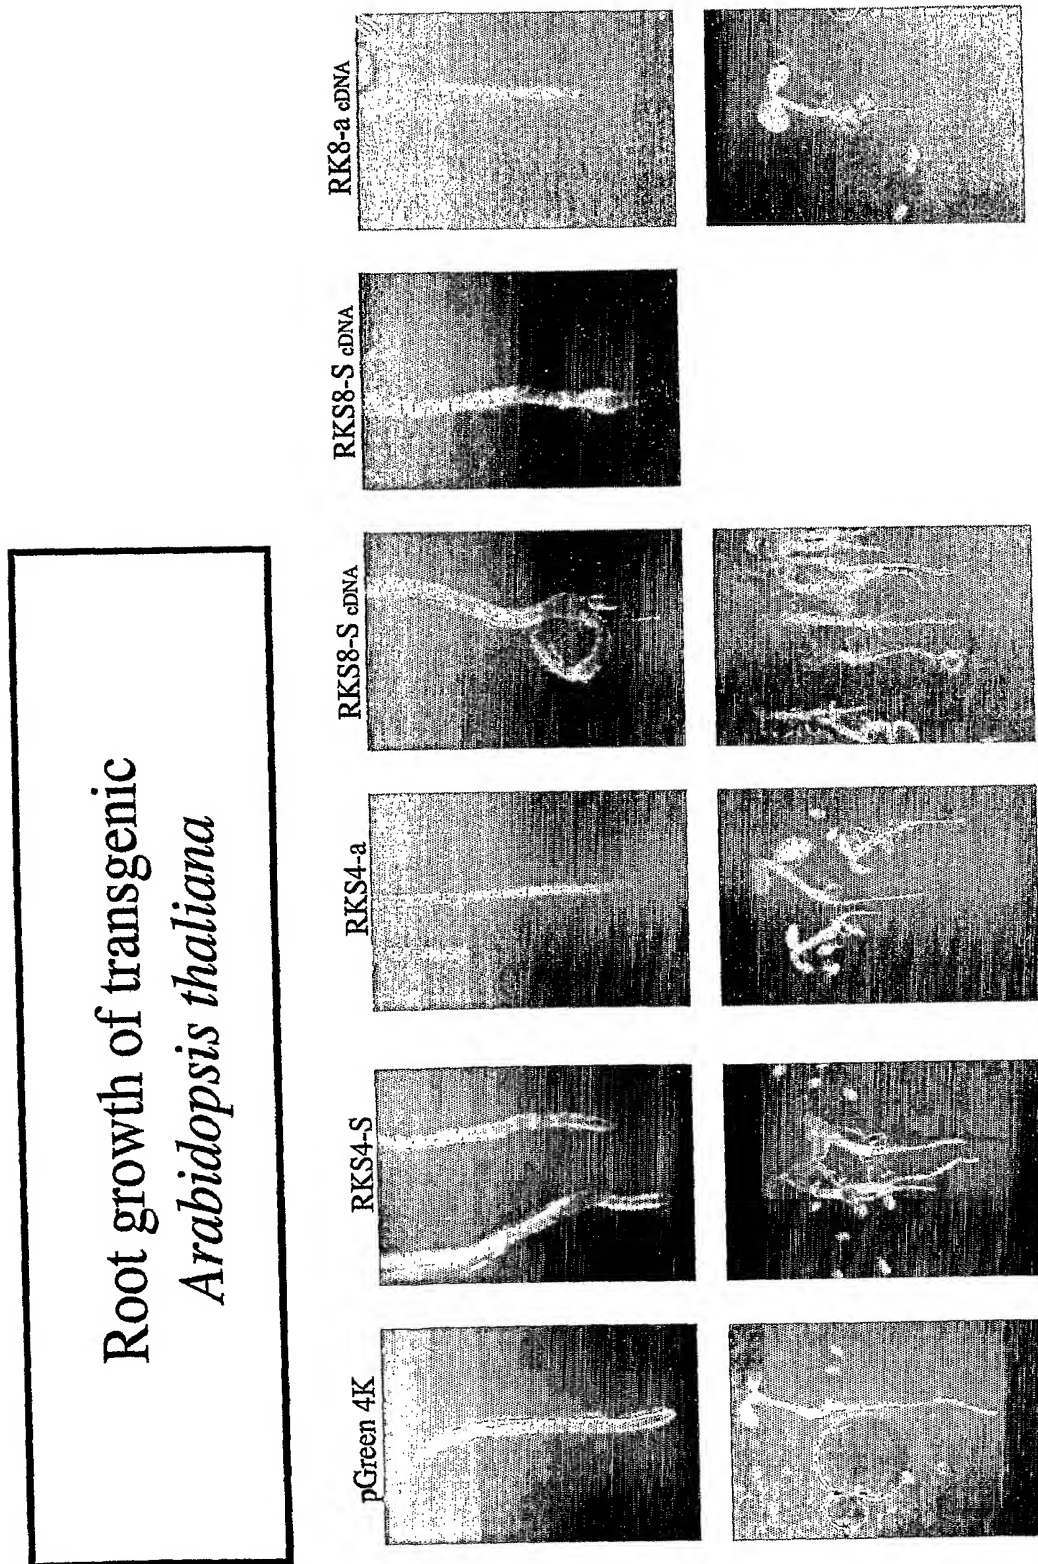 Root growth of transgenic
Arabidopsis thaliana
pGreen 4K
RKS4-S
RKS4-a
RKS8-S cDNA
RKS8-S cDNA
RK8-a cDNA